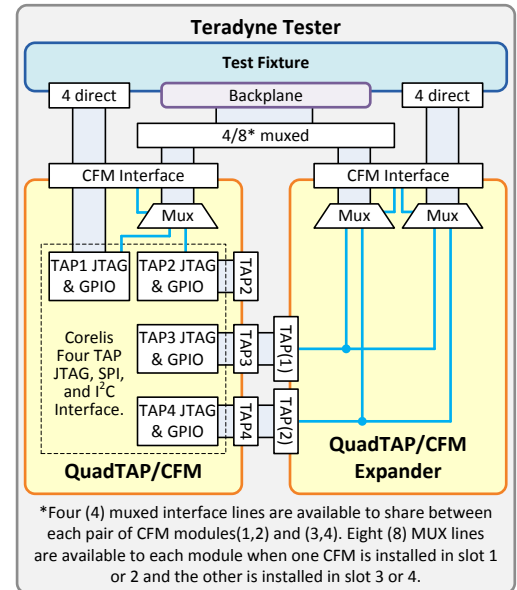 Teradyne Tester
Test Fixture
4 direct
Backplane
4 direct
4/8* muxed
CFM Interface
CFM Interface
Mux
Mux
Mux
TAP1 JTAG
& GPIO
TAP2 JTAG
& GPIO
TAP2
Corelis
Four TAP
JTAG, SPI,
and I²C
Interface.
TAP3 JTAG
& GPIO
TAP3
TAP(1)
TAP4 JTAG
& GPIO
TAP4
TAP(2)
QuadTAP/CFM
QuadTAP/CFM
Expander
*Four (4) muxed interface lines are available to share between
each pair of CFM modules(1,2) and (3,4). Eight (8) MUX lines
are available to each module when one CFM is installed in slot 1
or 2 and the other is installed in slot 3 or 4.